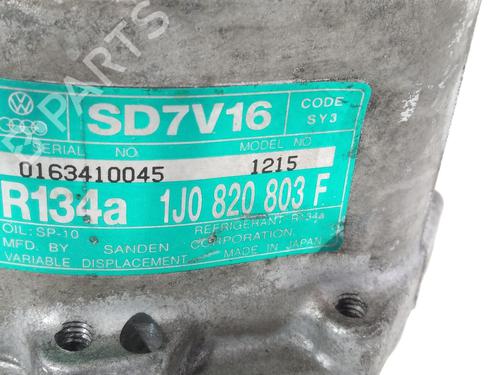 SD7V16
CODE
SY3
SERIAL NO.
MODEL NO.
0163410045
1215
R134a
1J0 820 803 F
OIL: SP-10
REFRIGERANT R134a
MFD. BY SANDEN CORPORATION
VARIABLE DISPLACEMENT MADE IN JAPAN